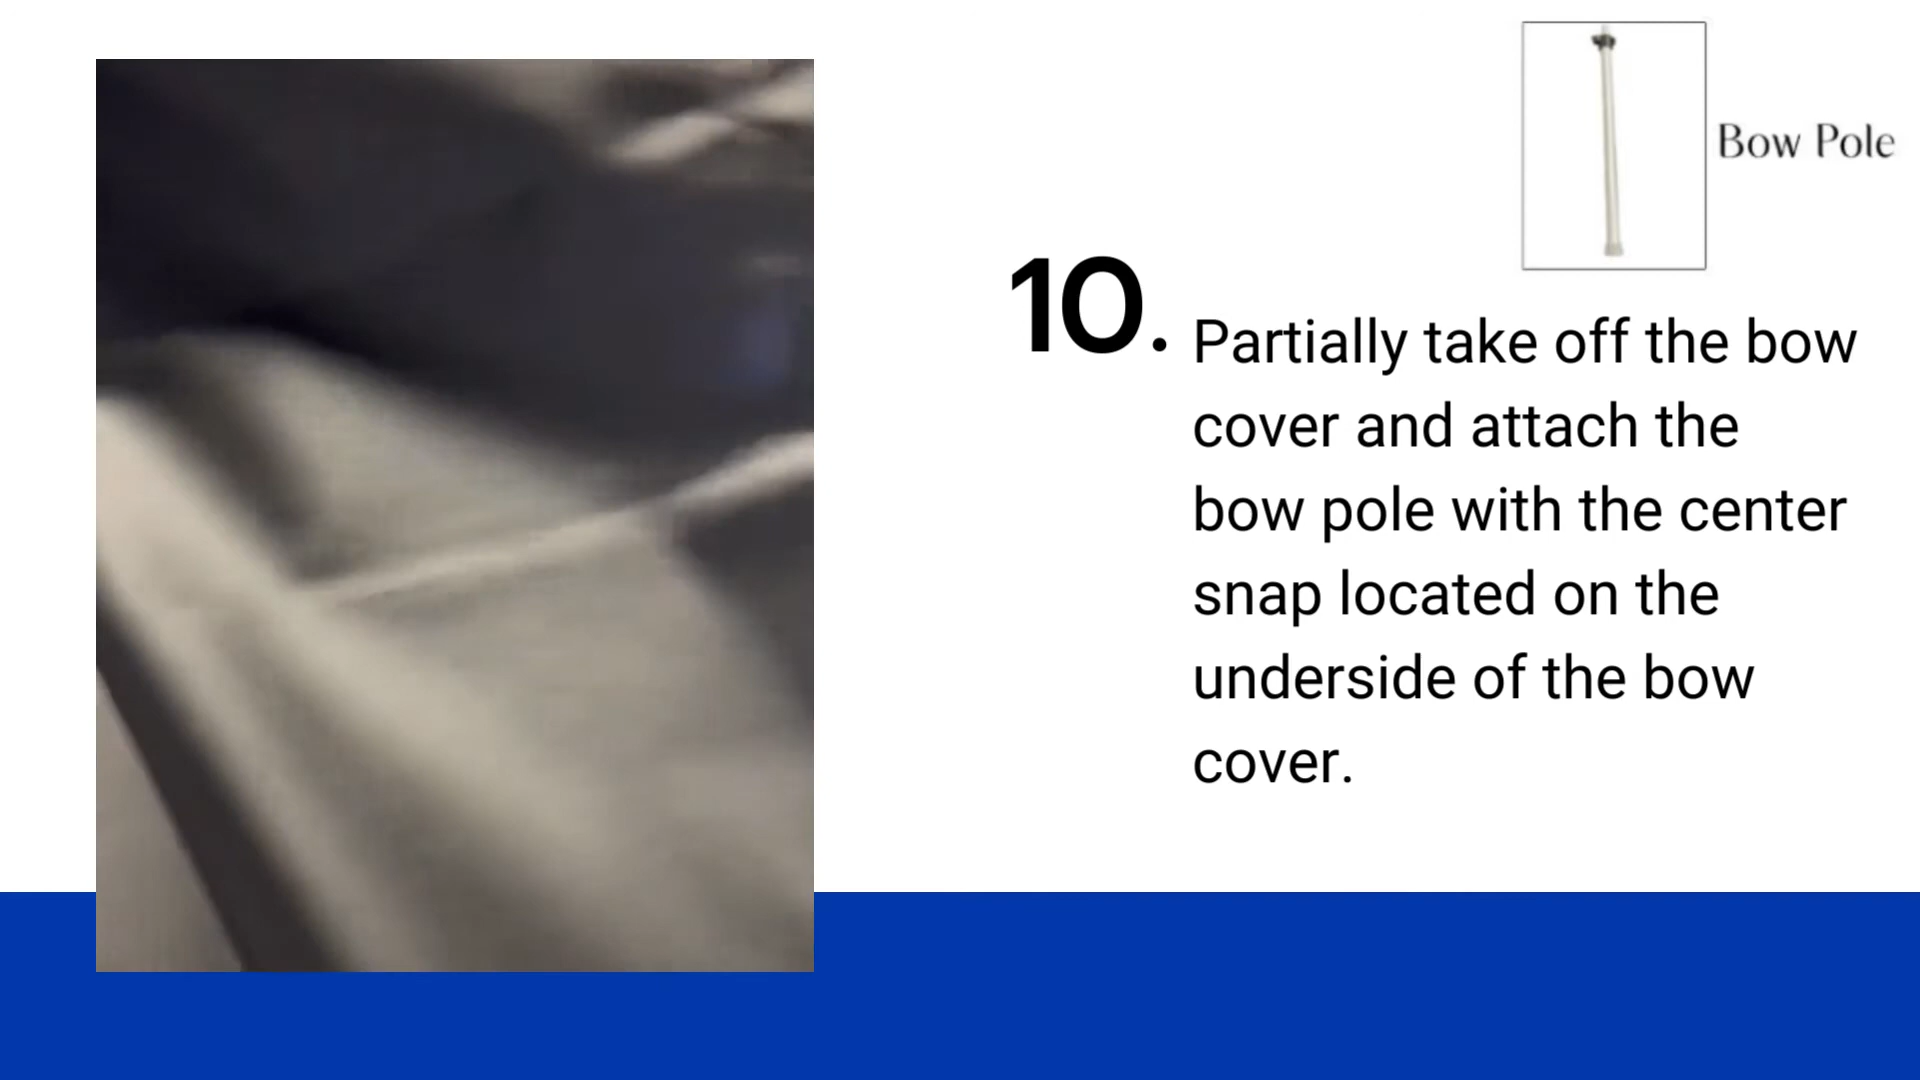 Bow Pole
10.
Partially take off the bow
cover and attach the
bow pole with the center
snap located on the
underside of the bow
cover.